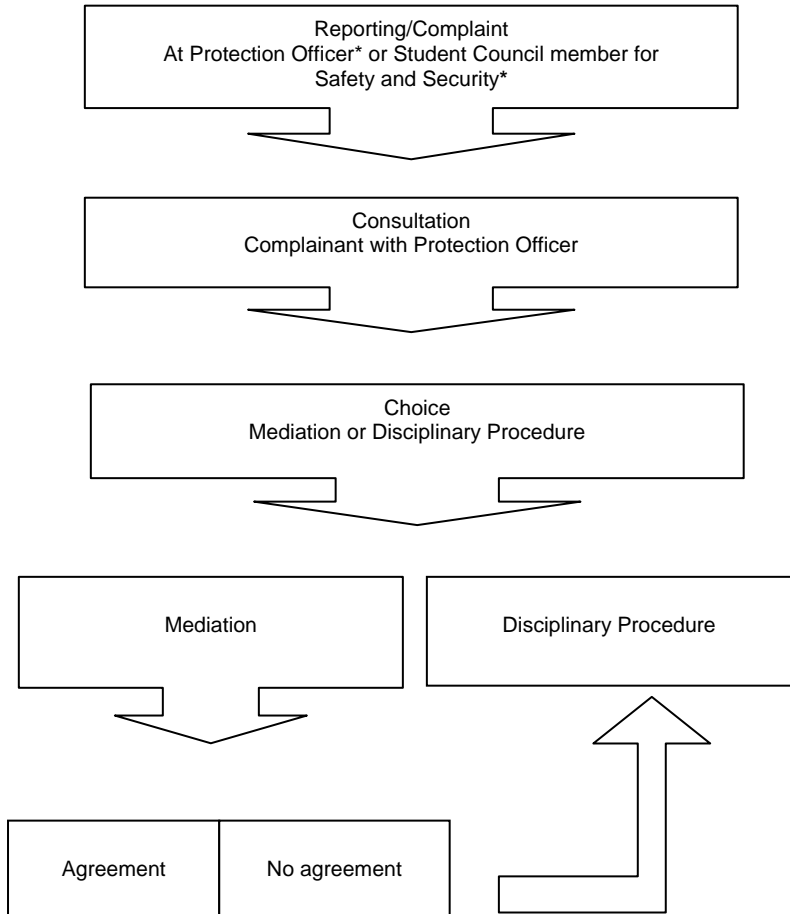 Reporting/Complaint
At Protection Officer* or Student Council member for
Safety and Security*
Consultation
Complainant with Protection Officer
Choice
Mediation or Disciplinary Procedure
Mediation
Disciplinary Procedure
Agreement
No agreement